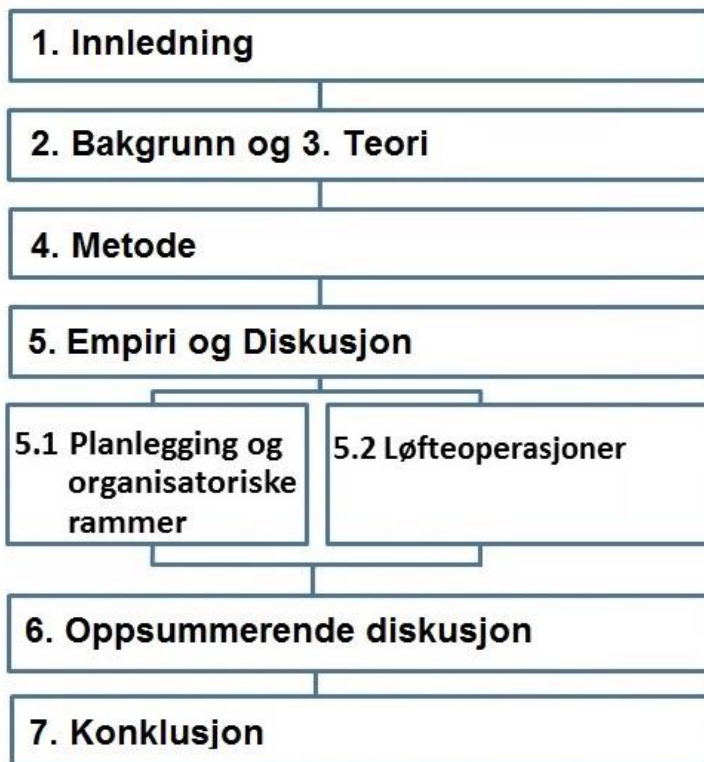 1. Innledning
2. Bakgrunn og 3. Teori
4. Metode
5. Empiri og Diskusjon
5.1 Planlegging og
organisatoriske
rammer
5.2 Løfteoperasjoner
6. Oppsummerende diskusjon
7. Konklusjon